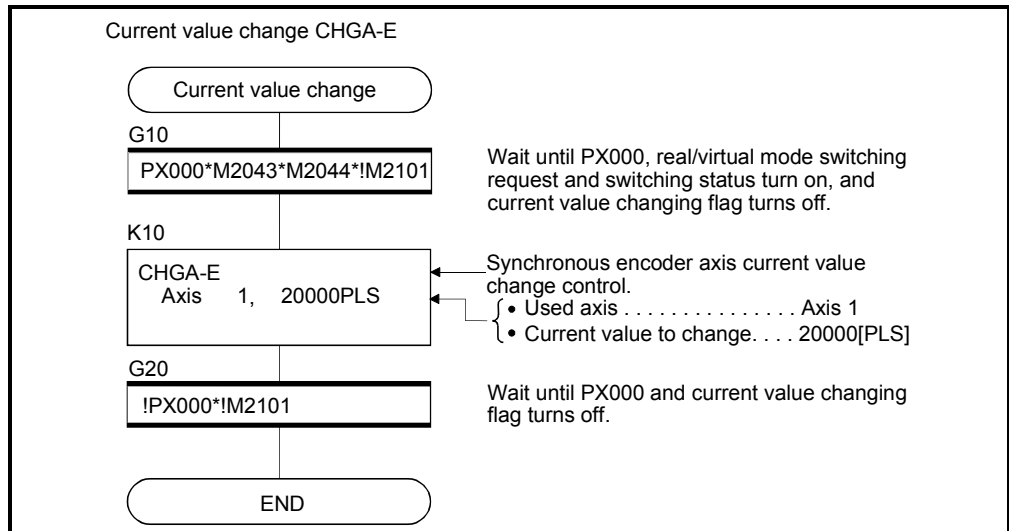 Current value change CHGA-E
Current value change
G10
PX000*M2043*M2044*!M2101
Wait until PX000, real/virtual mode switching
request and switching status turn on, and
current value changing flag turns off.
K10
CHGA-E
Axis 1, 20000PLS
Synchronous encoder axis current value
change control.
• Used axis . . . . . . . . . . . . . . . Axis 1
• Current value to change. . . . 20000[PLS]
G20
!PX000*!M2101
Wait until PX000 and current value changing
flag turns off.
END